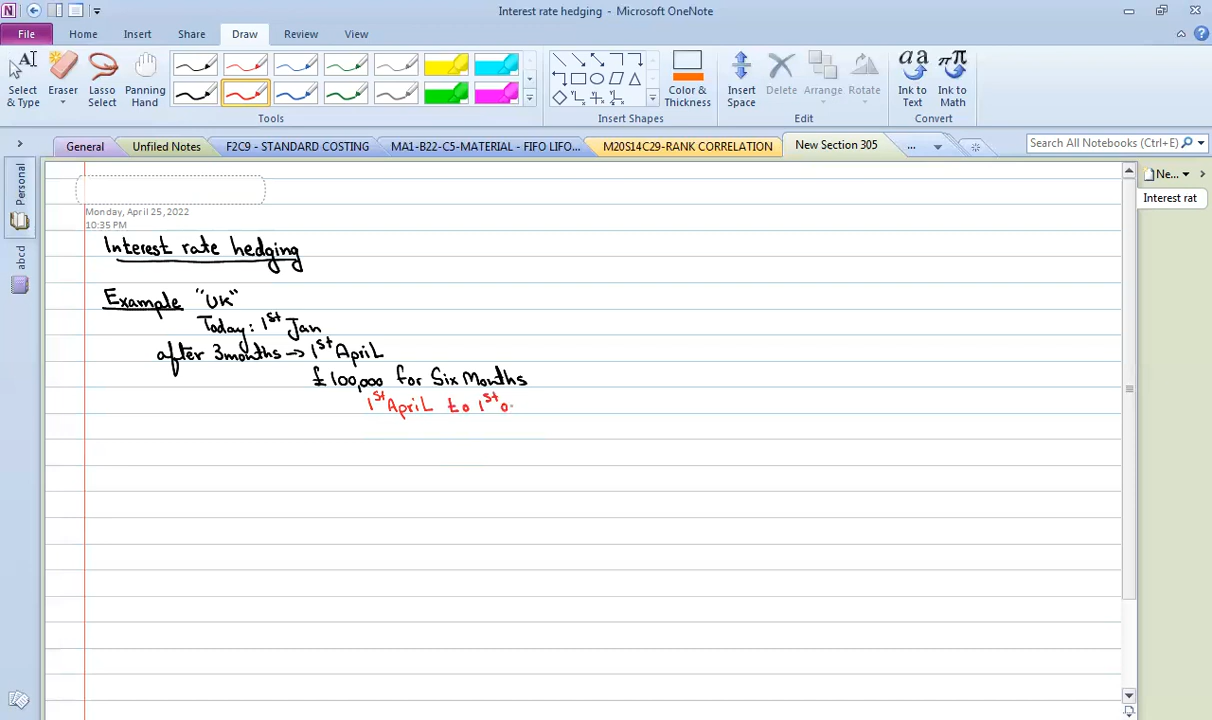 Interest rate hedging - Microsoft OneNote
File Home Insert Share Draw Review View
Select & Type
Eraser
Lasso Select
Panning Hand
Color & Thickness
Insert Space
Delete
Arrange
Rotate
Ink to Text
Ink to Math
Tools Insert Shapes Edit Convert
General Unfiled Notes F2C9 - STANDARD COSTING MA1-B22-C5-MATERIAL - FIFO LIFO... M20S14C29-RANK CORRELATION New Section 305 ... Search All Notebooks (Ctrl+E)
Personal
abcd
Ne...
Interest rat
Monday, April 25, 2022
10:35 PM
Interest rate hedging
Example "UK"
Today: 1st Jan
after 3months → 1st April
£100,000 for Six Months
1st April to 1st o